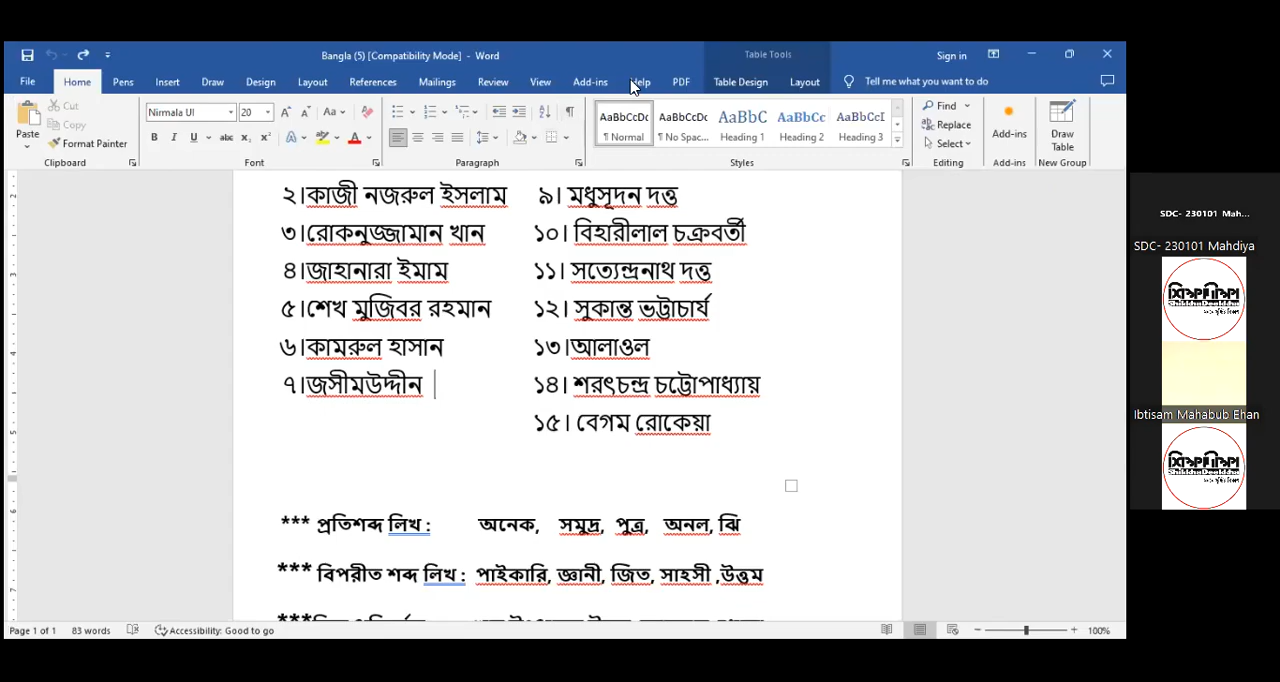 Bangla (5) [Compatibility Mode] - Word
Table Tools
Sign in
File Home Pens Insert Draw Design Layout References Mailings Review View Add-ins Help PDF Table Design Layout Tell me what you want to do
Paste
Cut
Copy
Format Painter
Clipboard
Nirmala UI 20
Font
Paragraph
AaBbCcDc AaBbCcDc AaBbC AaBbCc AaBbCcI
¶ Normal ¶ No Spac... Heading 1 Heading 2 Heading 3
Styles
Find
Replace
Select
Editing
Add-ins
Add-ins
Draw Table
New Group
২।কাজী নজরুল ইসলাম ৯। মধুসূদন দত্ত
৩।রোকনুজ্জামান খান ১০। বিহারীলাল চক্রবর্তী
৪।জাহানারা ইমাম ১১। সত্যেন্দ্রনাথ দত্ত
৫।শেখ মুজিবর রহমান ১২। সুকান্ত ভট্টাচার্য
৬।কামরুল হাসান ১৩।আলাওল
৭।জসীমউদ্দীন ১৪। শরৎচন্দ্র চট্টোপাধ্যায়
১৫। বেগম রোকেয়া
*** প্রতিশব্দ লিখ : অনেক, সমুদ্র, পুত্র, অনল, ঝি
*** বিপরীত শব্দ লিখ : পাইকারি, জ্ঞানী, জিত, সাহসী ,উত্তম
Page 1 of 1 83 words Accessibility: Good to go 100%
SDC- 230101 Mah...
SDC- 230101 Mahdiya
Ibtisam Mahabub Ehan